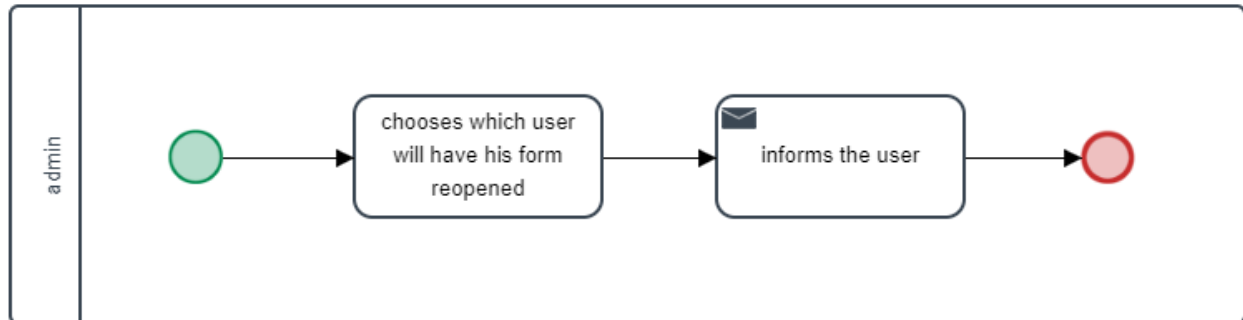 admin
chooses which user
will have his form
reopened
informs the user